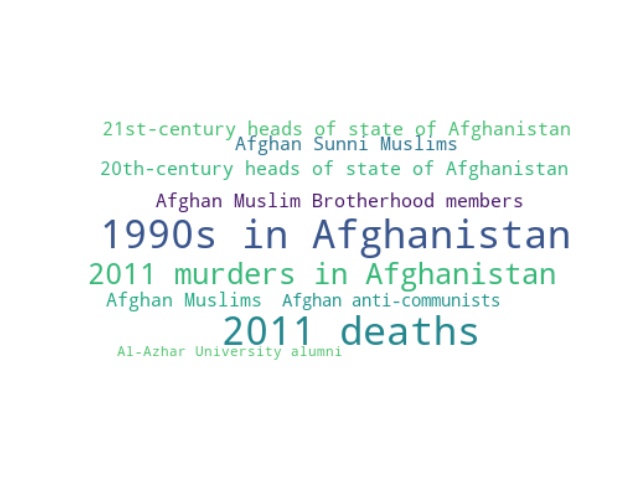 21st-century heads of state of Afghanistan
Afghan Sunni Muslims
20th-century heads of state of Afghanistan
Afghan Muslim Brotherhood members
1990s in Afghanistan
2011 murders in Afghanistan
Afghan Muslims
Afghan anti-communists
2011 deaths
Al-Azhar University alumni